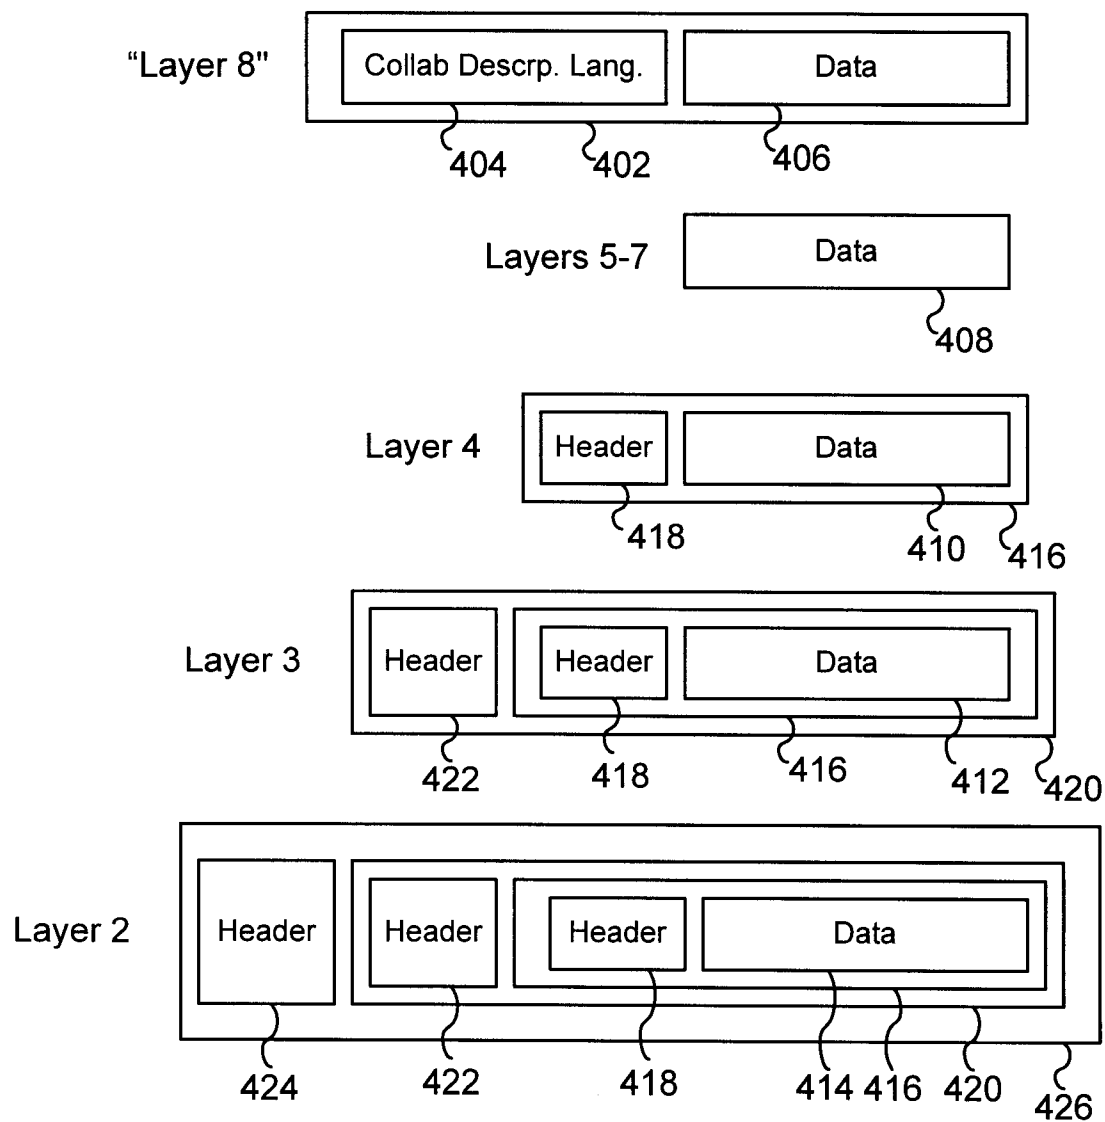 “Layer 8"
Collab Descrp. Lang.
Data
404
402
406
Layers 5-7
Data
408
Layer 4
Header
Data
418
410
416
Layer 3
Header
Header
Data
422
418
416
412
420
Layer 2
Header
Header
Header
Data
424
422
418
414
416
420
426